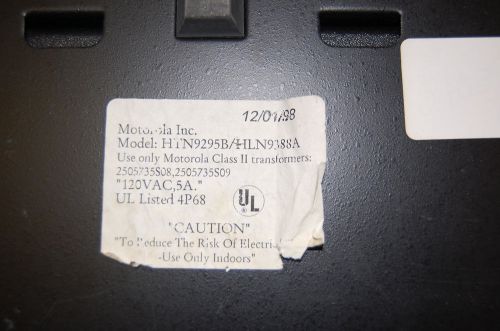 12/01/98
Motorola Inc.
Model: HTN9295B/HLN9388A
Use only Motorola Class II transformers:
2505735S08,2505735S09
"120VAC,5A."
UL Listed 4P68
UL
"CAUTION"
"To Reduce The Risk Of Electri
-Use Only Indoors"